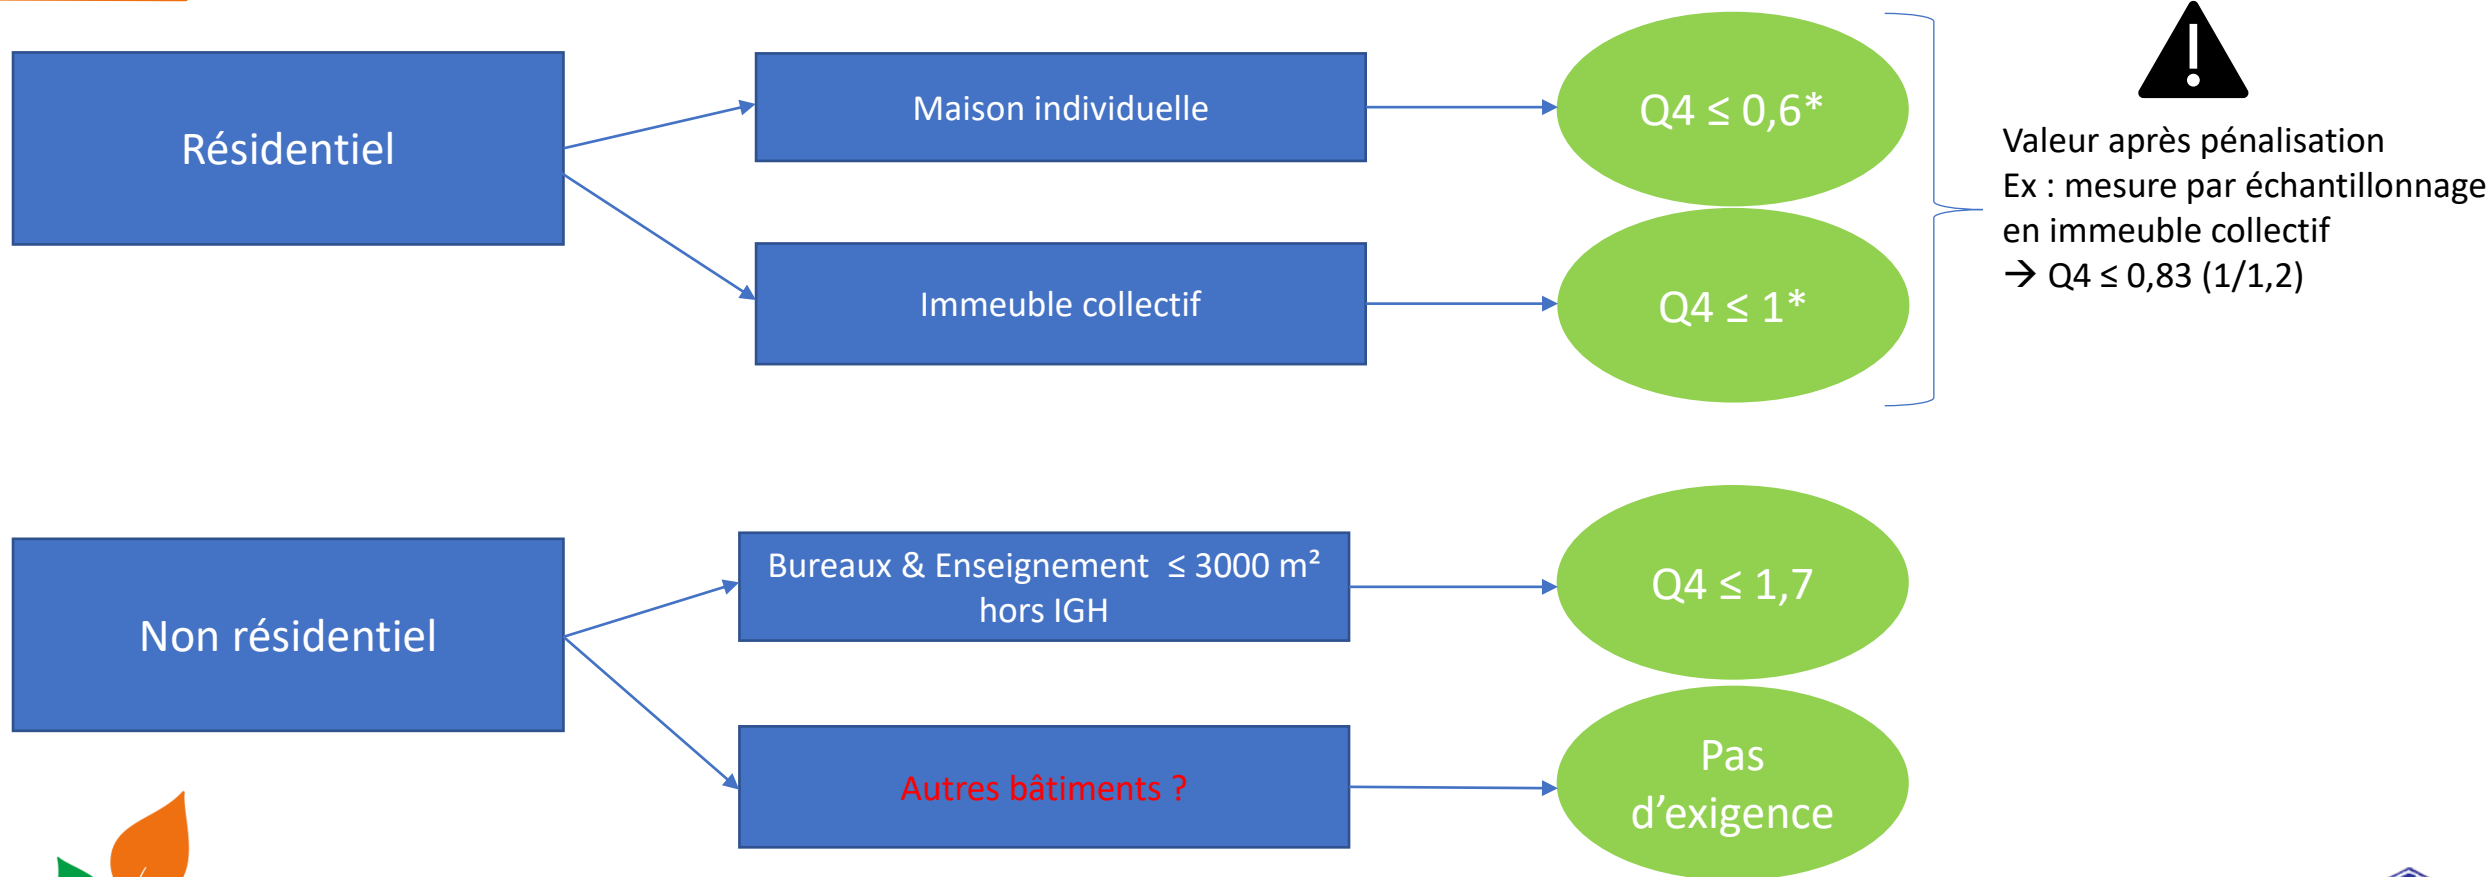 Résidentiel
Maison individuelle
Q4 ≤ 0,6*
Immeuble collectif
Q4 ≤ 1*
Valeur après pénalisation
Ex : mesure par échantillonnage
en immeuble collectif
→ Q4 ≤ 0,83 (1/1,2)
Non résidentiel
Bureaux & Enseignement ≤ 3000 m²
hors IGH
Q4 ≤ 1,7
Autres bâtiments ?
Pas
d’exigence